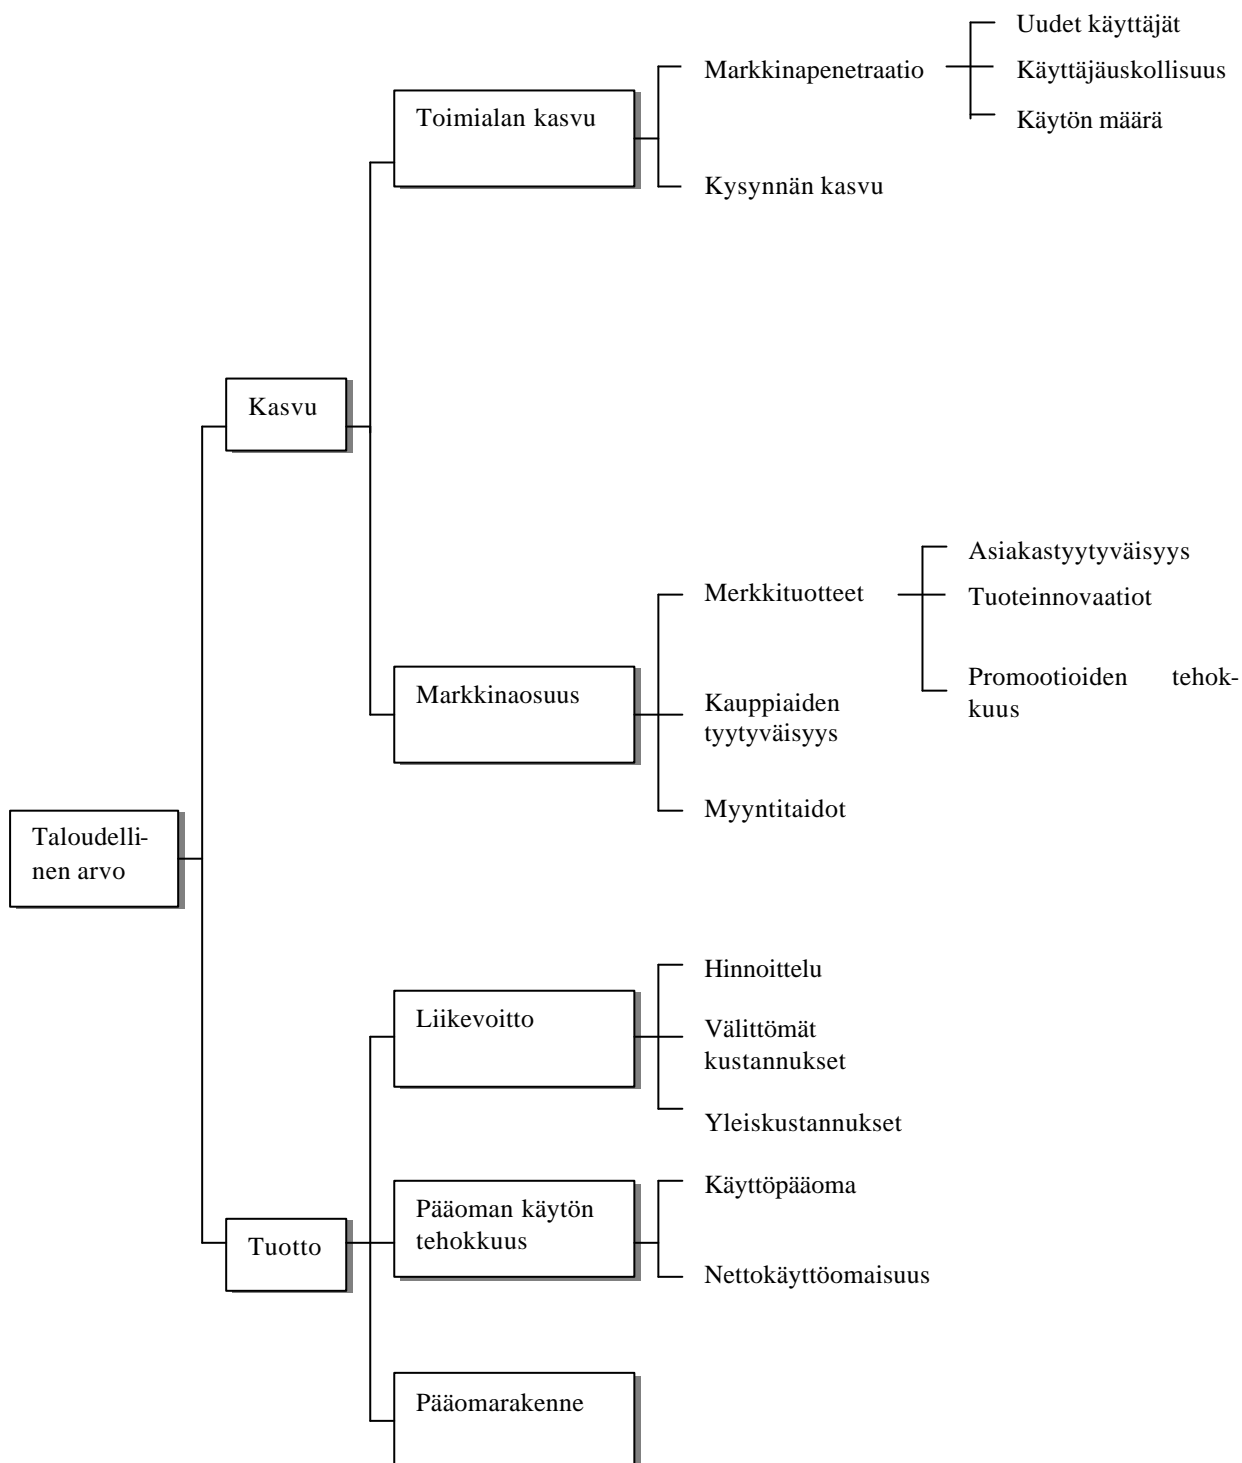 Uudet käyttäjät
Markkinapenetraatio
Käyttäjäuskollisuus
Toimialan kasvu
Käytön määrä
Kysynnän kasvu
Kasvu
Asiakastyytyväisyys
Merkkituotteet
Tuoteinnovaatiot
Markkinaosuus
Promootioiden tehok-
kuus
Kauppiaiden
tyytyväisyys
Myyntitaidot
Taloudelli-
nen arvo
Hinnoittelu
Liikevoitto
Välittömät
kustannukset
Yleiskustannukset
Käyttöpääoma
Pääoman käytön
tehokkuus
Tuotto
Nettokäyttöomaisuus
Pääomarakenne